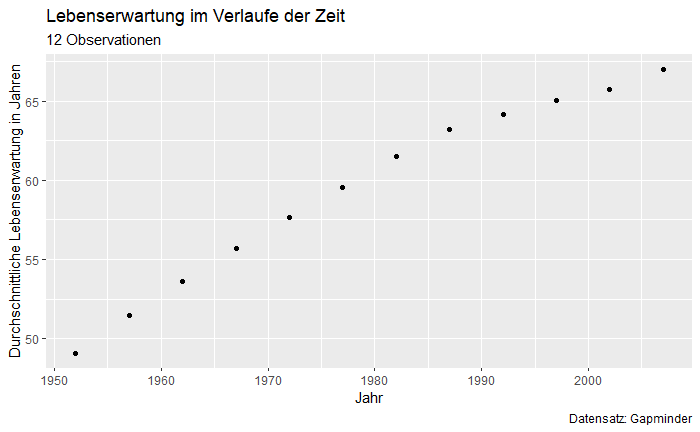 Lebenserwartung im Verlaufe der Zeit
12 Observationen
Durchschnittliche Lebenserwartung in Jahren
65
60
55
50
1950 1960 1970 1980 1990 2000
Jahr
Datensatz: Gapminder